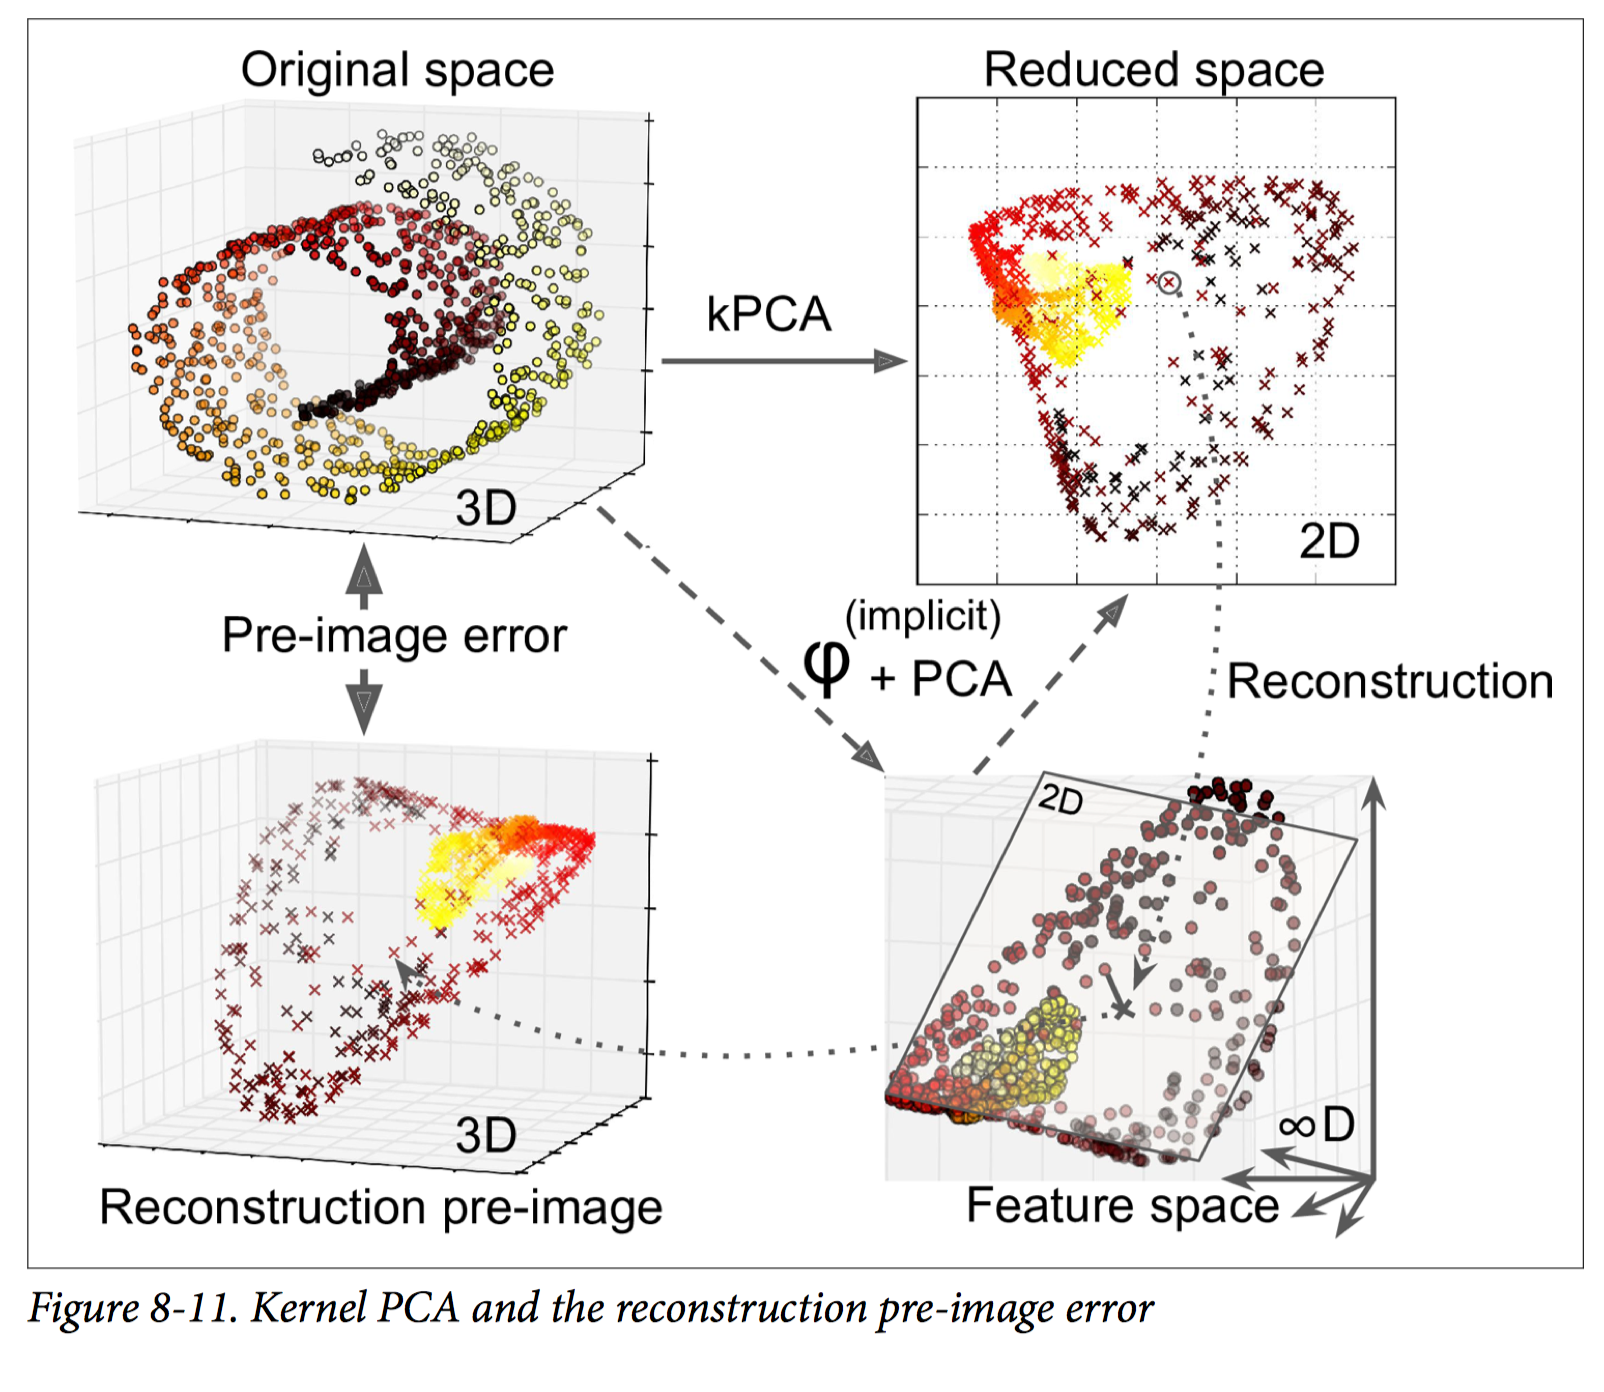 Original space
Reduced space
kPCA
3D
2D
(implicit)
φ + PCA
Pre-image error
Reconstruction
2D
3D
∞D
Reconstruction pre-image
Feature space
Figure 8-11. Kernel PCA and the reconstruction pre-image error